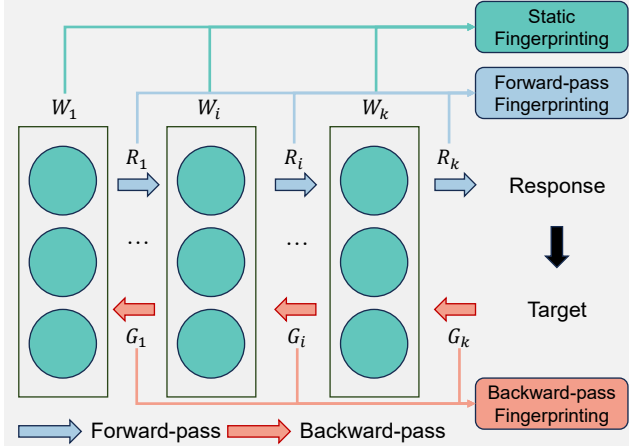 Static
Fingerprinting
Forward-pass
Fingerprinting
W₁ Wᵢ Wₖ
R₁ Rᵢ Rₖ
Response
... ...
Target
G₁ Gᵢ Gₖ
Backward-pass
Fingerprinting
Forward-pass Backward-pass